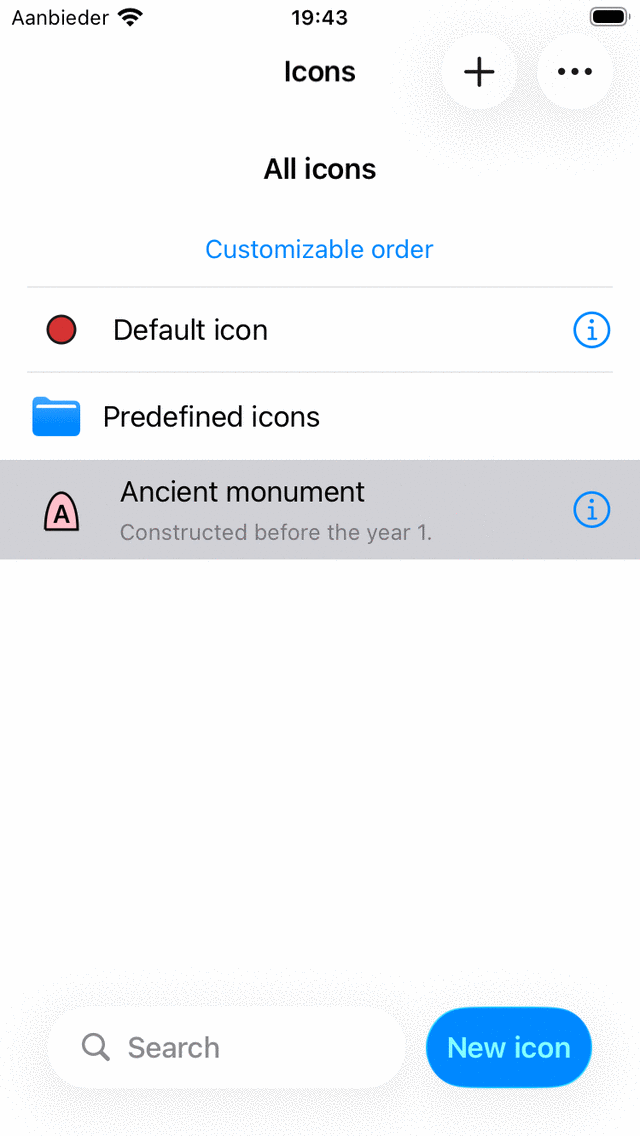 Aanbieder 19:43
Icons
All icons
Customizable order
Default icon
Predefined icons
A
Ancient monument
Constructed before the year 1.
Search
New icon